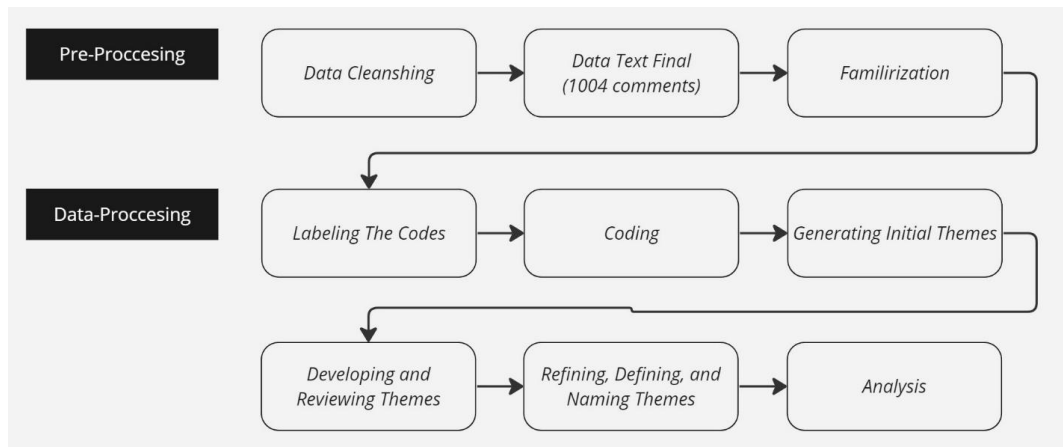 Pre-Proccesing
Data Cleanshing
Data Text Final
(1004 comments)
Familirization
Data-Proccesing
Labeling The Codes
Coding
Generating Initial Themes
Developing and
Reviewing Themes
Refining, Defining, and
Naming Themes
Analysis